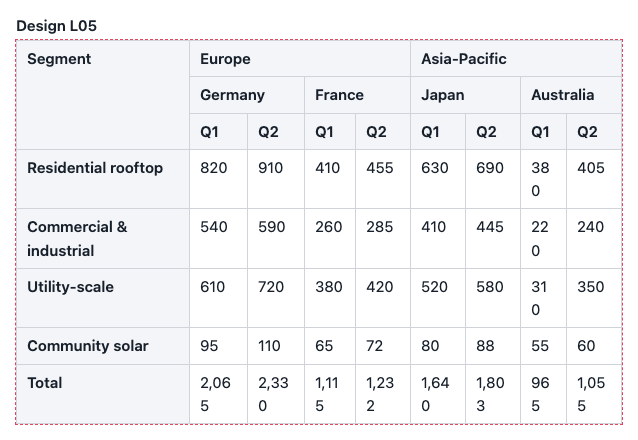 Design L05
Segment Europe Asia-Pacific
Germany France Japan Australia
Q1 Q2 Q1 Q2 Q1 Q2 Q1 Q2
Residential rooftop 820 910 410 455 630 690 38 405
0
Commercial & 540 590 260 285 410 445 22 240
industrial 0
Utility-scale 610 720 380 420 520 580 31 350
0
Community solar 95 110 65 72 80 88 55 60
Total 2,06 2,33 1,11 1,23 1,64 1,80 96 1,05
5 0 5 2 0 3 5 5